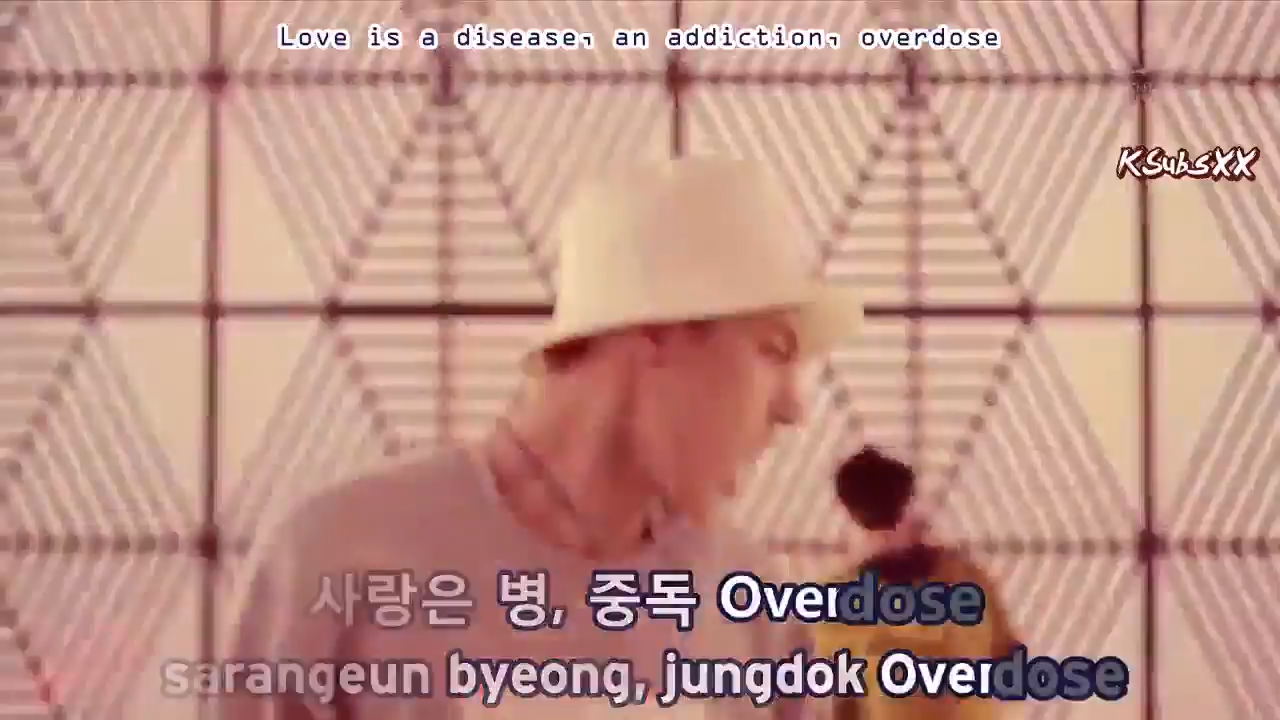 Love is a disease, an addiction, overdose
KSubsXX
사랑은 병, 중독 Overdose
sarangeun byeong, jungdok Overdose